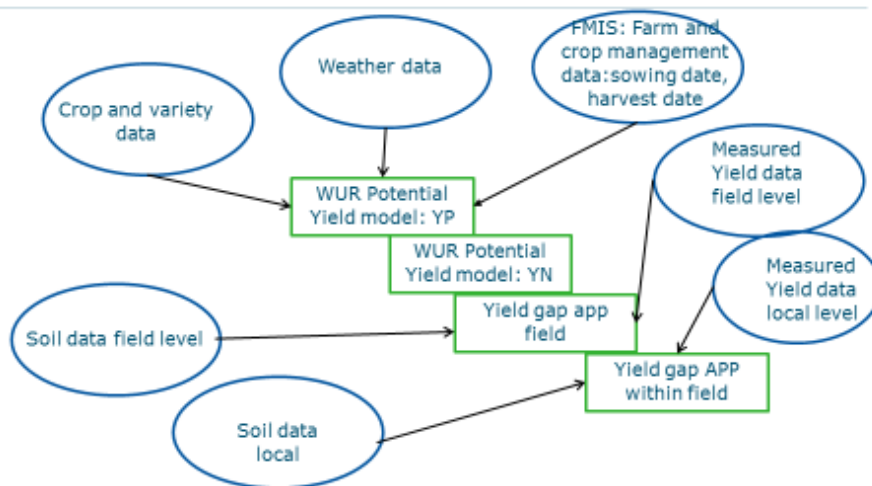 FMIS: Farm and
crop management
data:sowing date,
harvest date
Weather data
Crop and variety
data
Measured
Yield data
field level
WUR Potential
Yield model: YP
WUR Potential
Yield model: YN
Measured
Yield data
local level
Yield gap app
field
Soil data field level
Yield gap APP
within field
Soil data
local